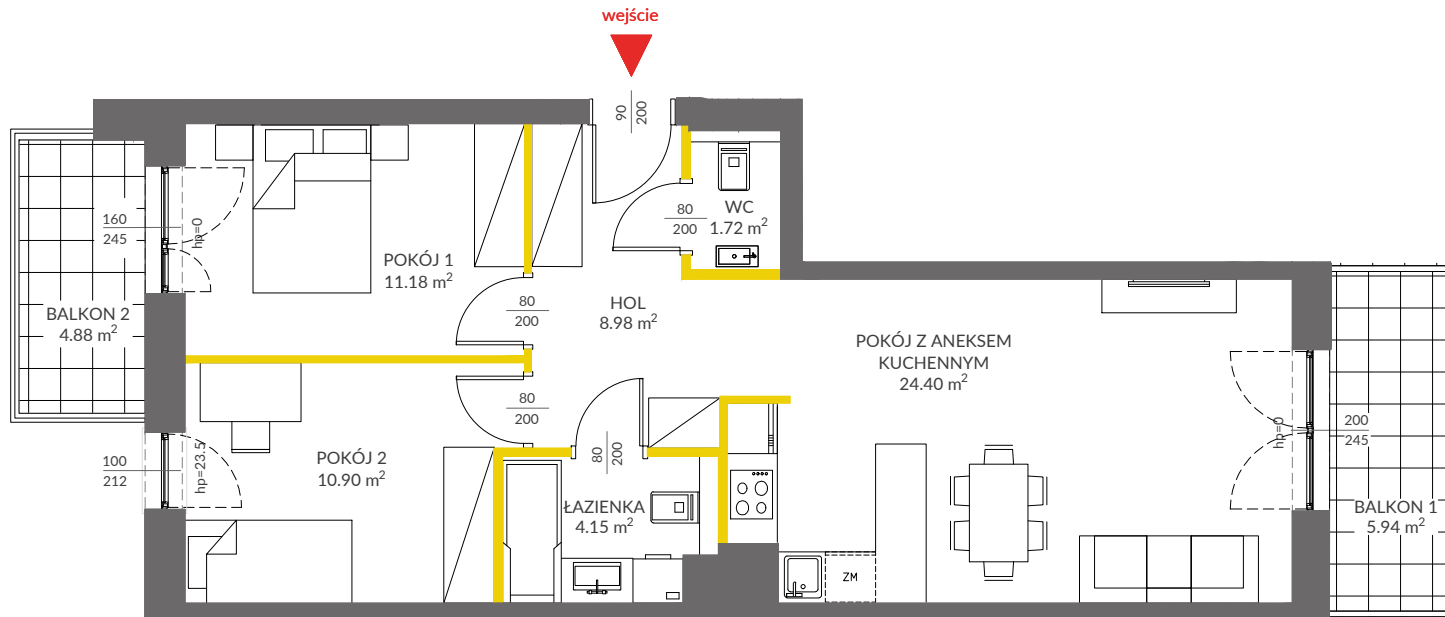 wejście
90
200
WC
1.72 m²
80
200
160
245
hp=0
POKÓJ 1
11.18 m²
HOL
8.98 m²
80
200
BALKON 2
4.88 m²
POKÓJ Z ANEKSEM
KUCHENNYM
24.40 m²
80
200
200
245
hp=0
100
212
hp=23.5
POKÓJ 2
10.90 m²
80
200
ŁAZIENKA
4.15 m²
BALKON 1
5.94 m²
ZM